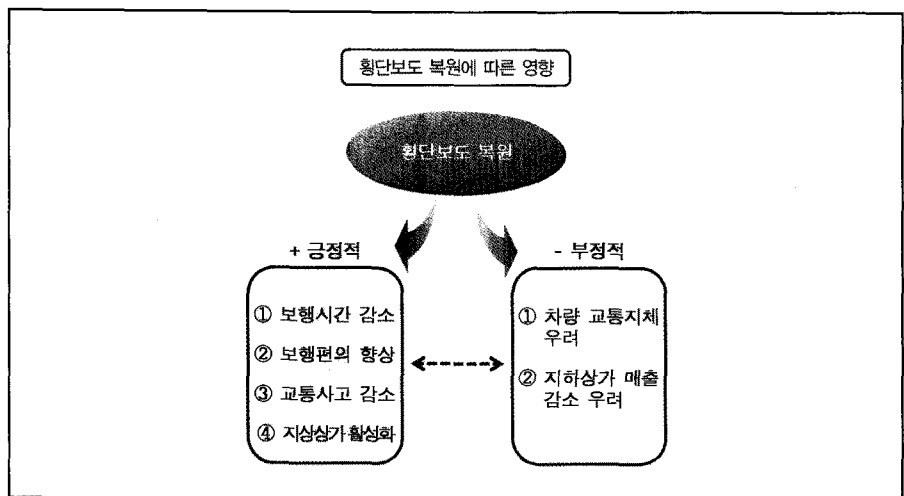 횡단보도 복원에 따른 영향
횡단보도 복원
+ 긍정적
① 보행시간 감소
② 보행편의 향상
③ 교통사고 감소
④ 지상상가 활성화
- 부정적
① 차량 교통지체
우려
② 지하상가 매출
감소 우려